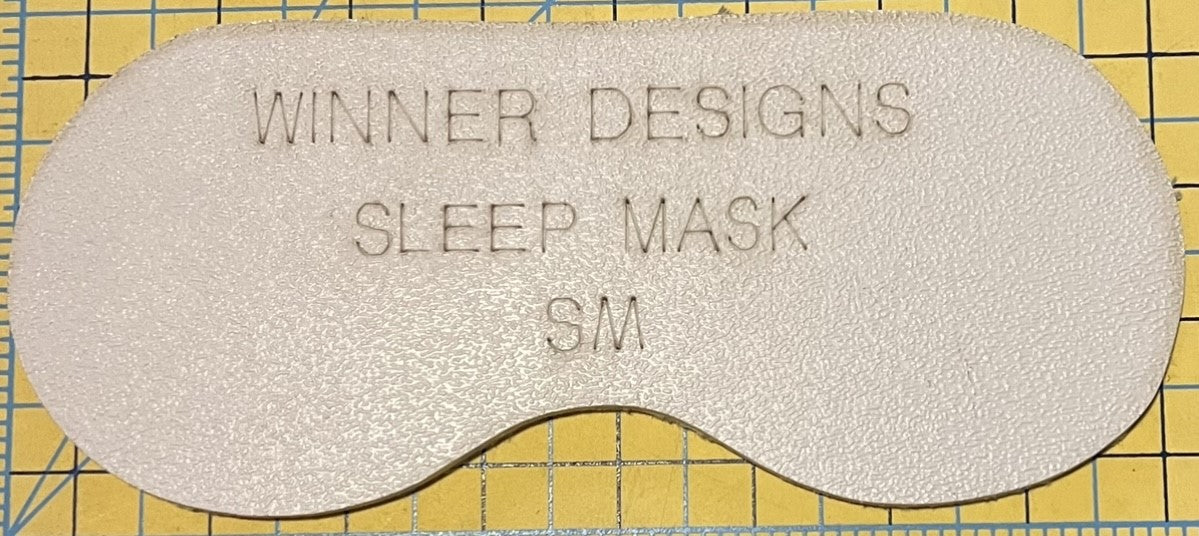 WINNER DESIGNS
SLEEP MASK
SM